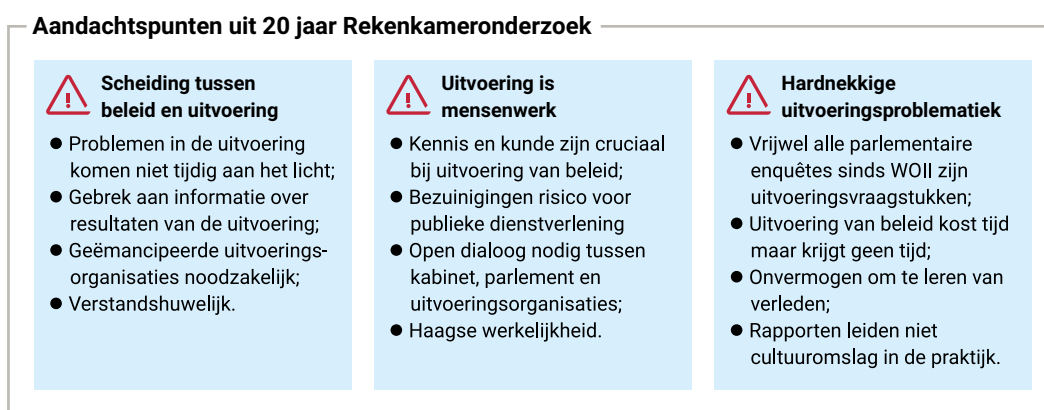 Aandachtspunten uit 20 jaar Rekenkameronderzoek
Scheiding tussen
beleid en uitvoering
● Problemen in de uitvoering
komen niet tijdig aan het licht;
● Gebrek aan informatie over
resultaten van de uitvoering;
● Geëmancipeerde uitvoerings-
organisaties noodzakelijk;
● Verstandshuwelijk.
Uitvoering is
mensenwerk
● Kennis en kunde zijn cruciaal
bij uitvoering van beleid;
● Bezuinigingen risico voor
publieke dienstverlening
● Open dialoog nodig tussen
kabinet, parlement en
uitvoeringsorganisaties;
● Haagse werkelijkheid.
Hardnekkige
uitvoeringsproblematiek
● Vrijwel alle parlementaire
enquêtes sinds WOII zijn
uitvoeringsvraagstukken;
● Uitvoering van beleid kost tijd
maar krijgt geen tijd;
● Onvermogen om te leren van
verleden;
● Rapporten leiden niet
cultuuromslag in de praktijk.